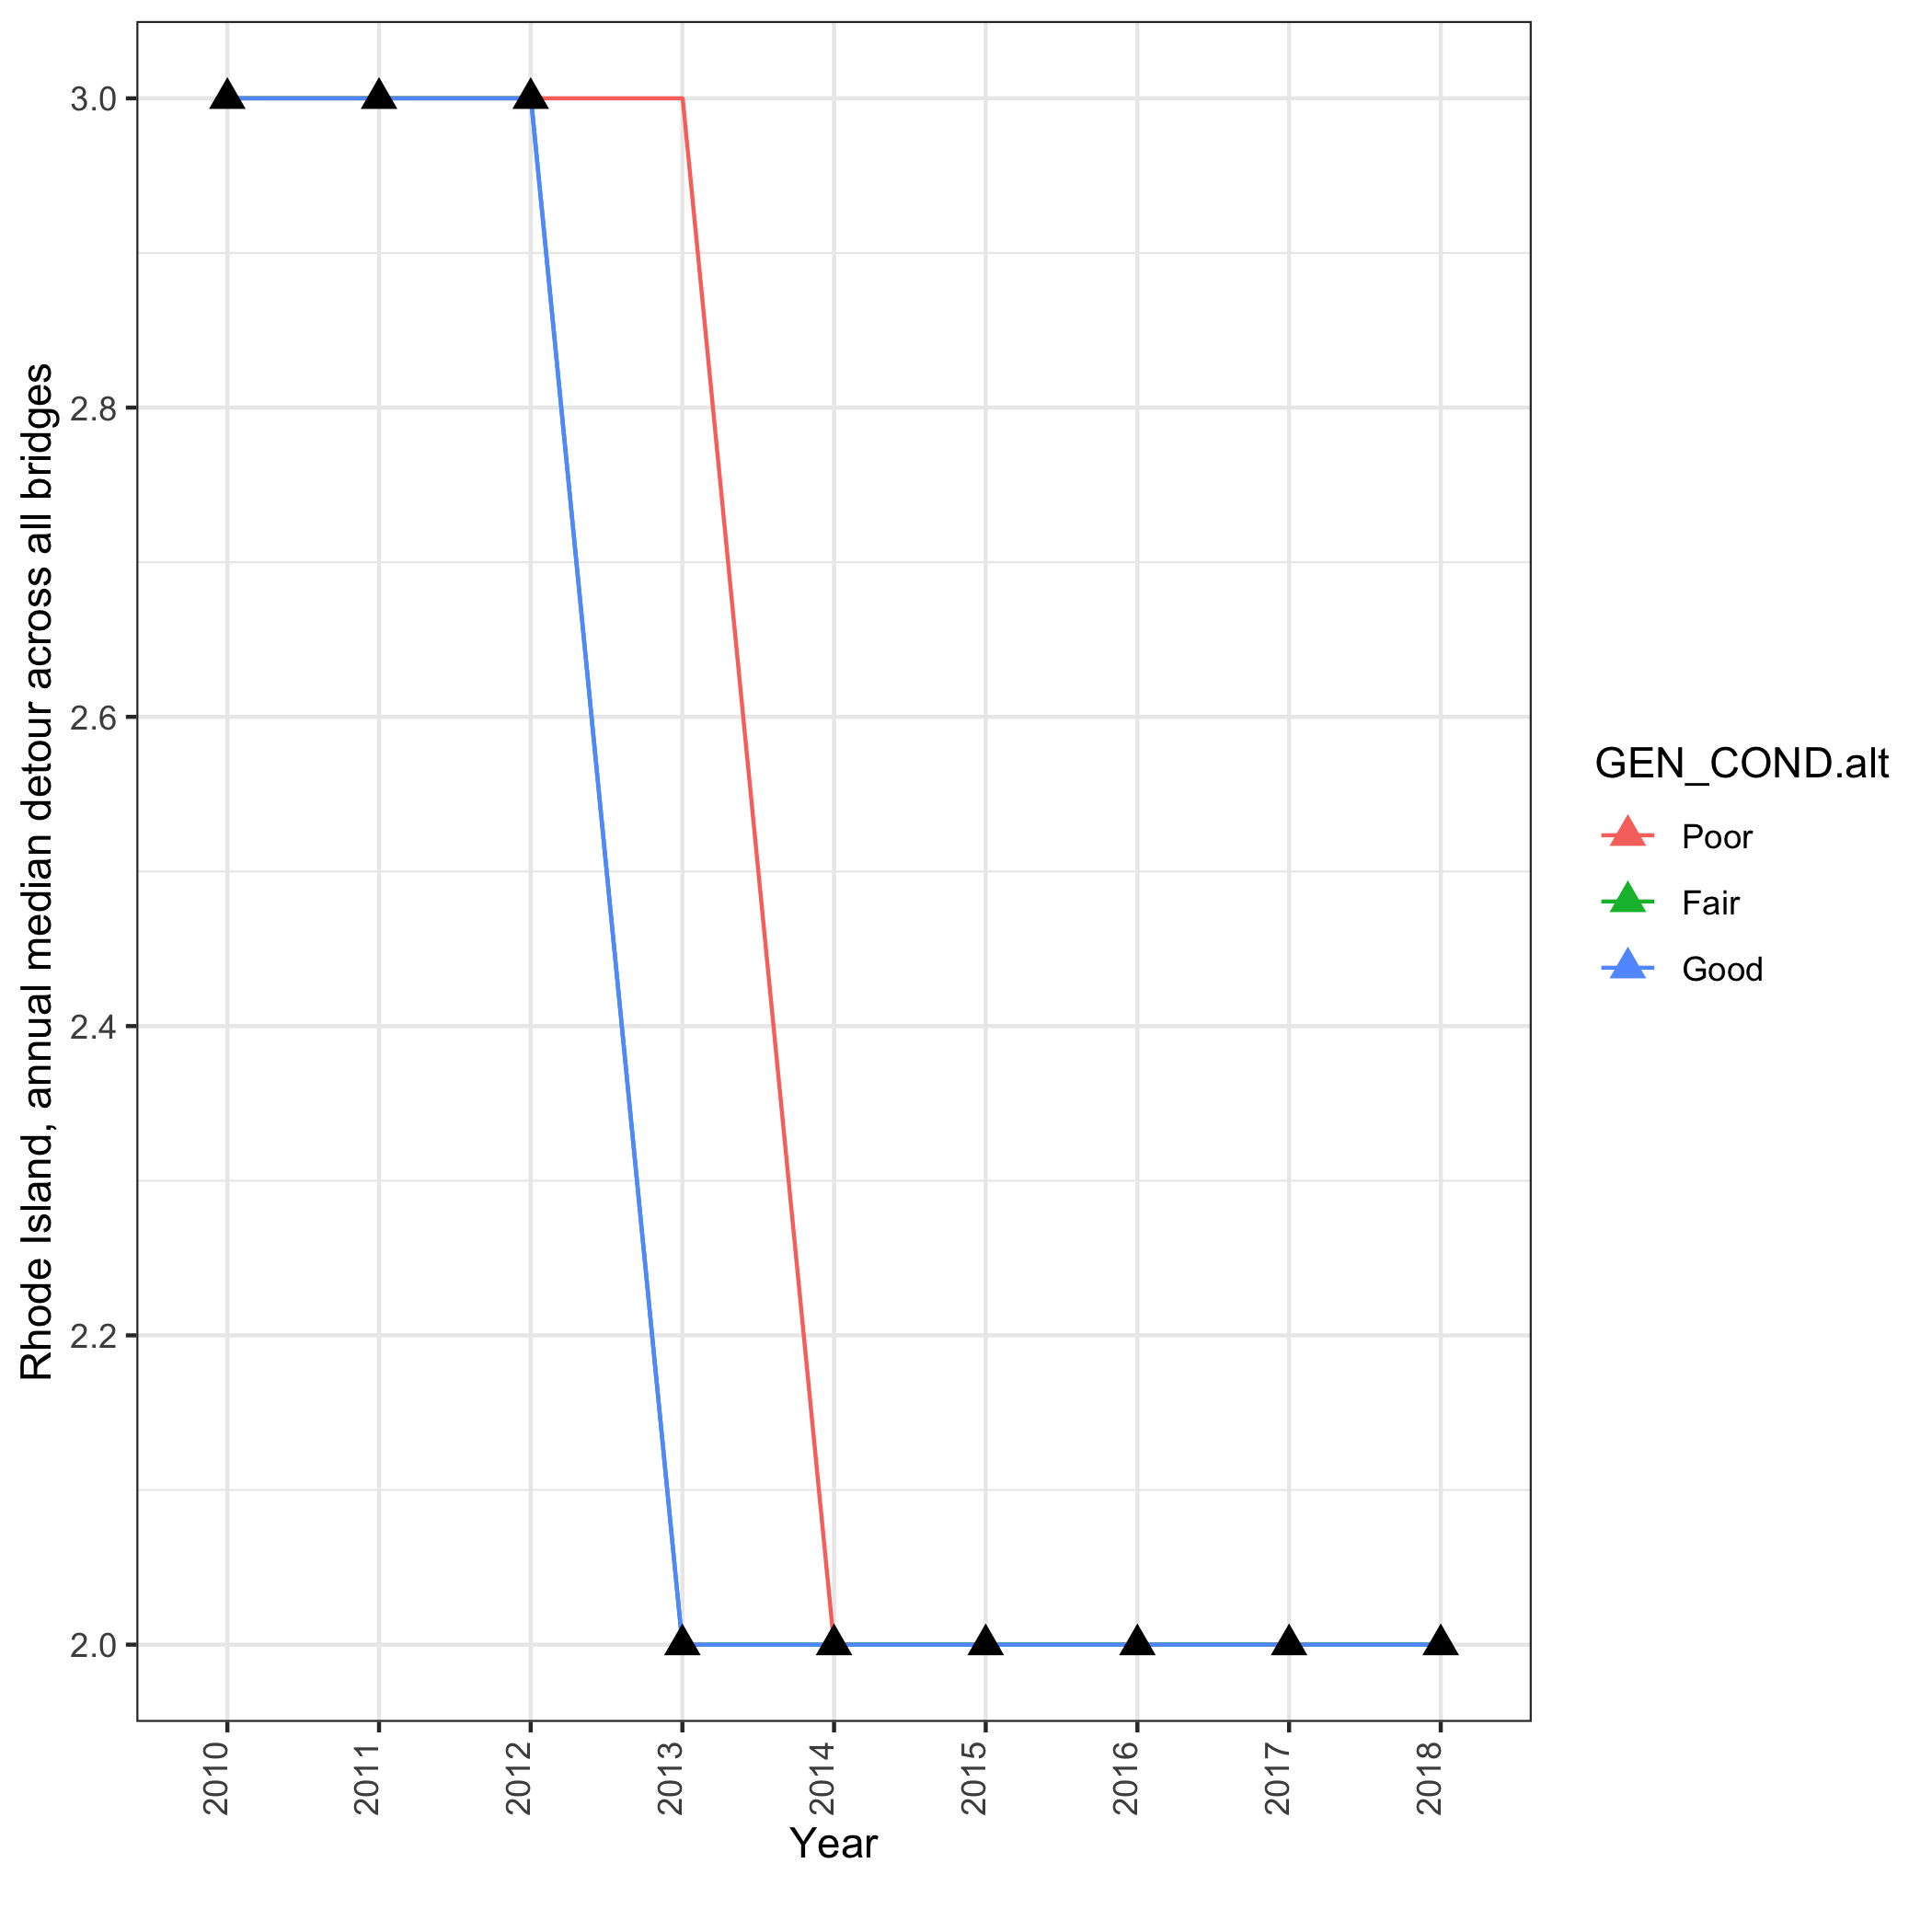 Rhode Island, annual median detour across all bridges
3.0
2.8
2.6
2.4
2.2
2.0
2010
2011
2012
2013
2014
2015
2016
2017
2018
Year
GEN_COND.alt
Poor
Fair
Good